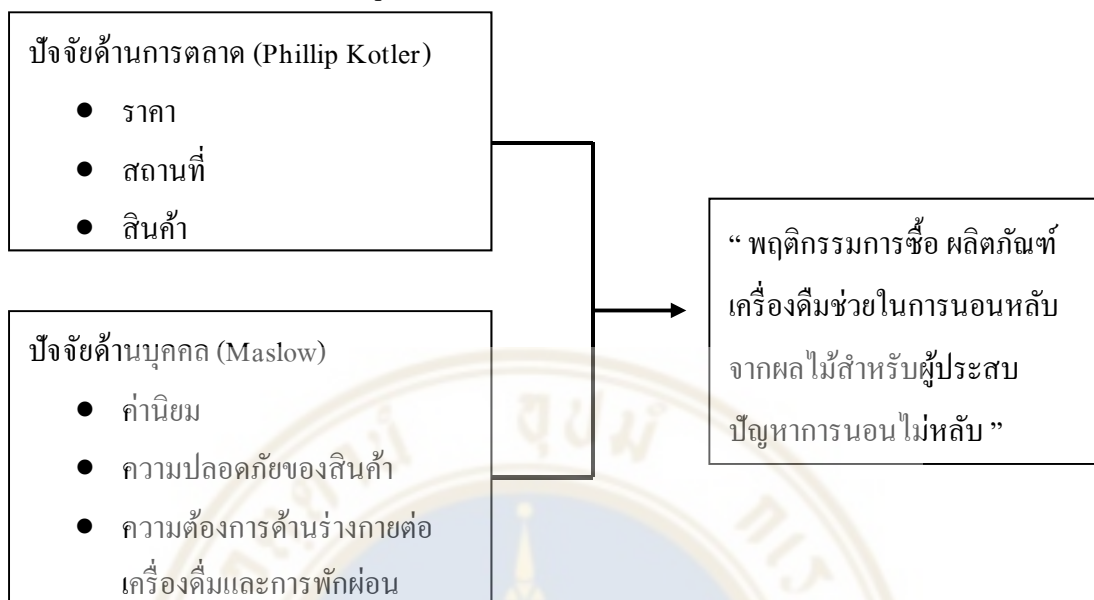 ปัจจัยด้านการตลาด (Phillip Kotler)
● ราคา
● สถานที่
● สินค้า
ปัจจัยด้านบุคคล (Maslow)
● ค่านิยม
● ความปลอดภัยของสินค้า
● ความต้องการด้านร่างกายต่อ
เครื่องดื่มและการพักผ่อน
“ พฤติกรรมการซื้อ ผลิตภัณฑ์
เครื่องดืมช่วยในการนอนหลับ
จากผลไม้สำหรับผู้ประสบ
ปัญหาการนอนไม่หลับ ”